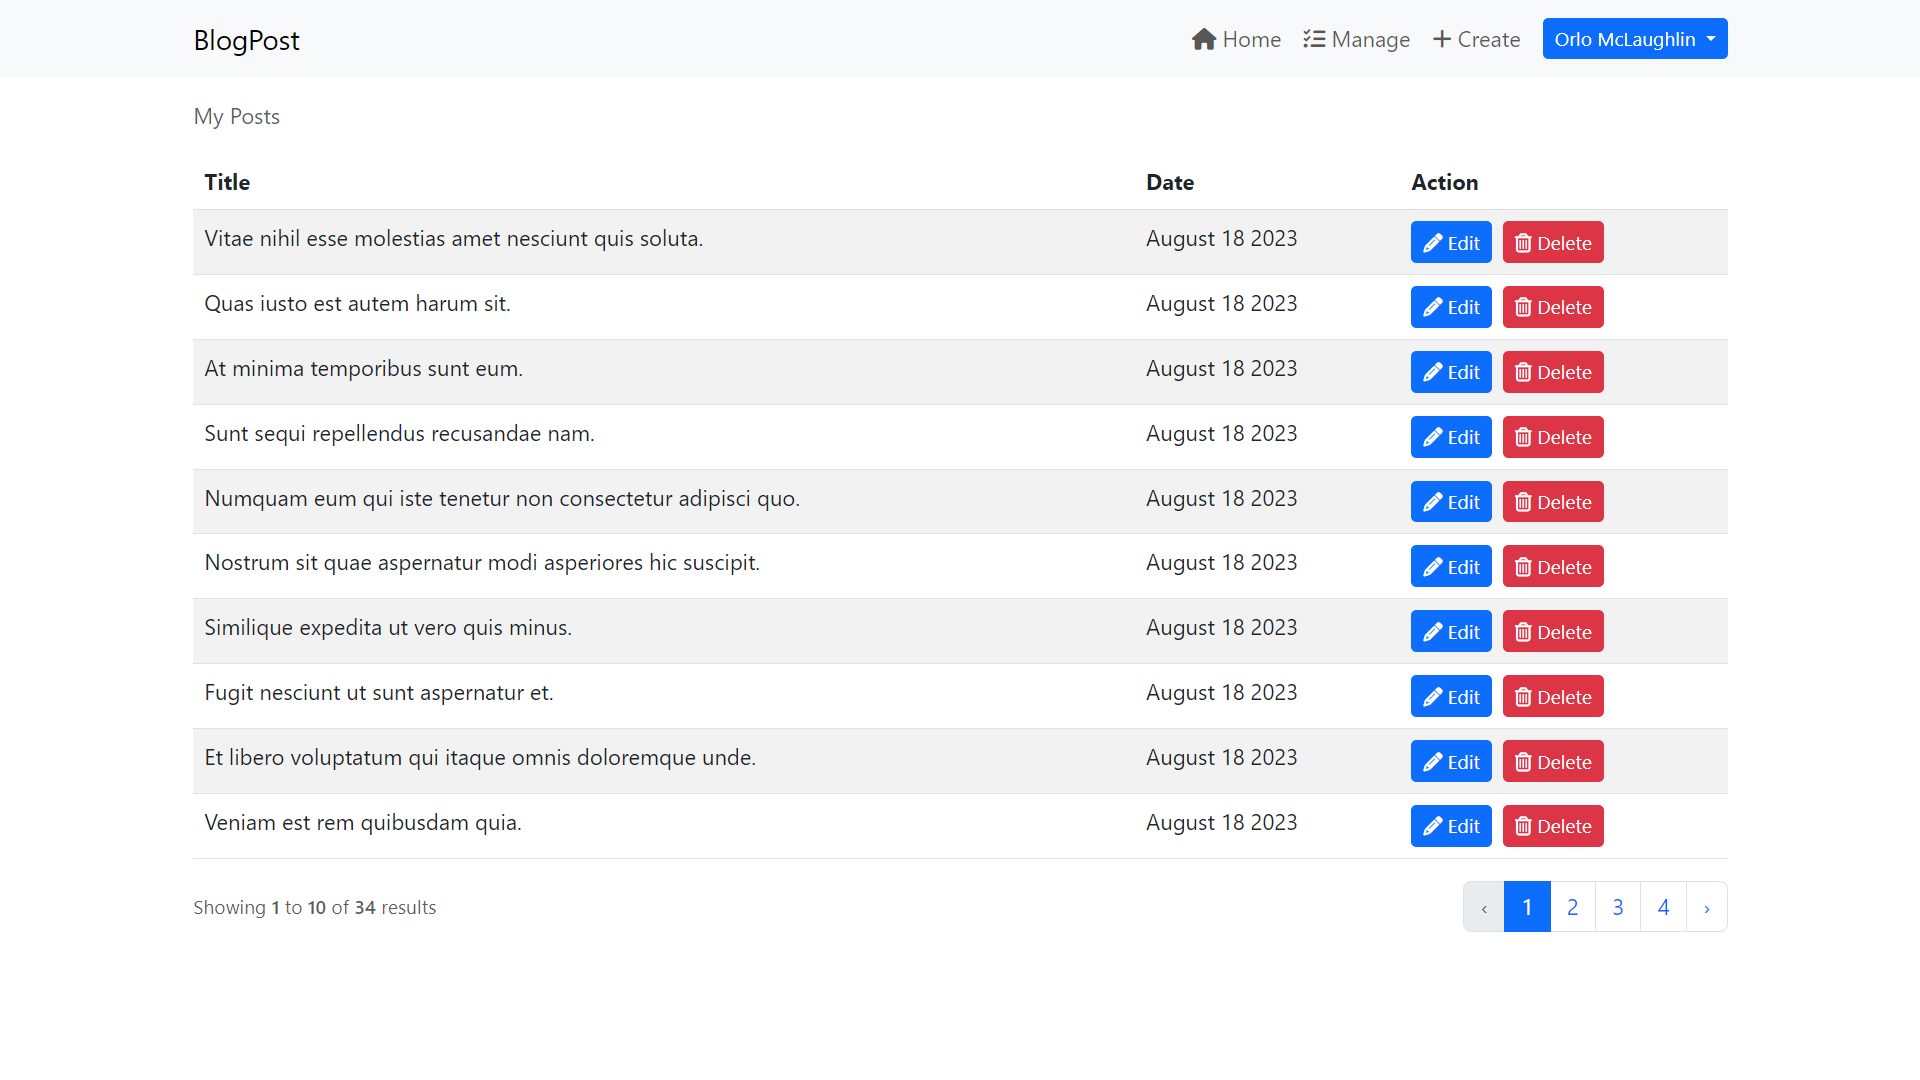 BlogPost Home Manage Create Orlo McLaughlin
My Posts
Title Date Action
Vitae nihil esse molestias amet nesciunt quis soluta. August 18 2023 Edit Delete
Quas iusto est autem harum sit. August 18 2023 Edit Delete
At minima temporibus sunt eum. August 18 2023 Edit Delete
Sunt sequi repellendus recusandae nam. August 18 2023 Edit Delete
Numquam eum qui iste tenetur non consectetur adipisci quo. August 18 2023 Edit Delete
Nostrum sit quae aspernatur modi asperiores hic suscipit. August 18 2023 Edit Delete
Similique expedita ut vero quis minus. August 18 2023 Edit Delete
Fugit nesciunt ut sunt aspernatur et. August 18 2023 Edit Delete
Et libero voluptatum qui itaque omnis doloremque unde. August 18 2023 Edit Delete
Veniam est rem quibusdam quia. August 18 2023 Edit Delete
Showing 1 to 10 of 34 results ‹ 1 2 3 4 ›